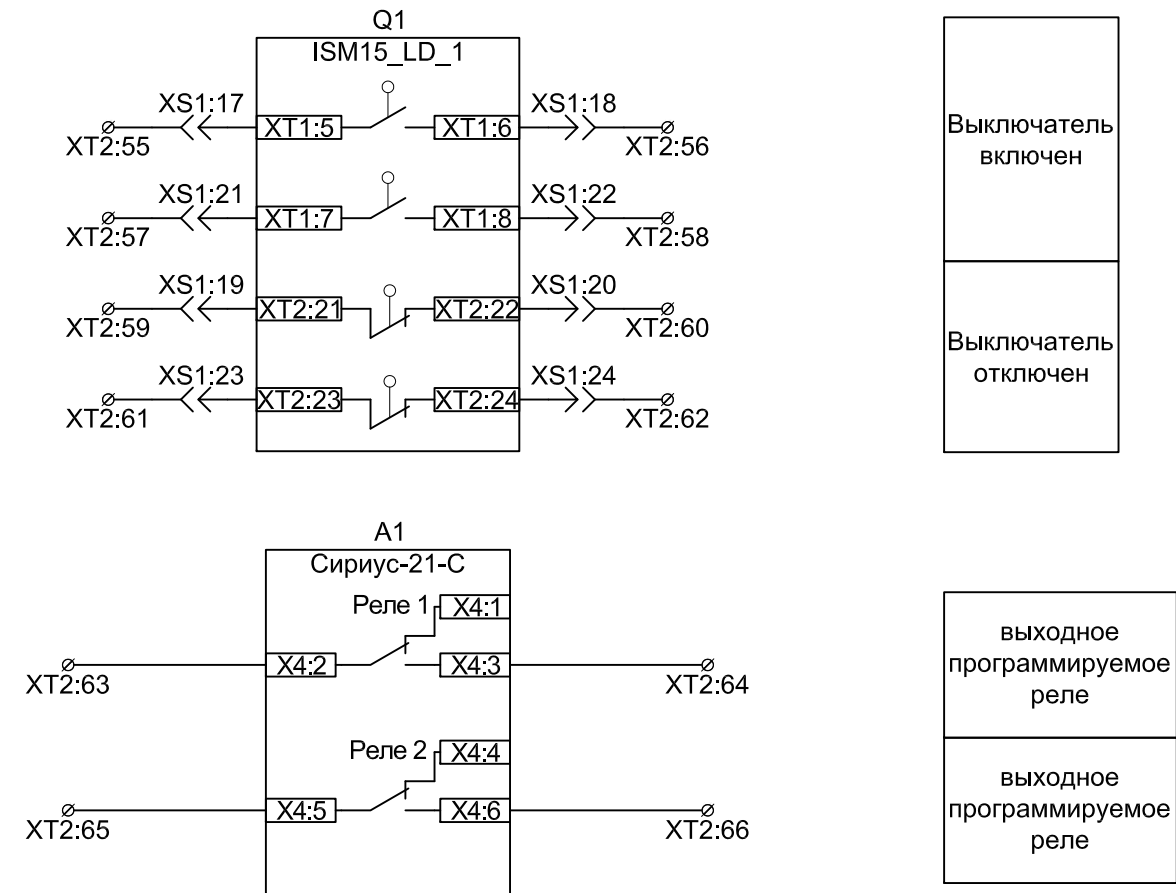 Q1
ISM15_LD_1
XS1:17
XS1:18
XT1:5
XT1:6
XT2:55
XT2:56
XS1:21
XS1:22
XT1:7
XT1:8
XT2:57
XT2:58
XS1:19
XS1:20
XT2:21
XT2:22
XT2:59
XT2:60
XS1:23
XS1:24
XT2:23
XT2:24
XT2:61
XT2:62
Выключатель
включен
Выключатель
отключен
A1
Сириус-21-С
Реле 1
X4:1
X4:2
X4:3
XT2:63
XT2:64
Реле 2
X4:4
X4:5
X4:6
XT2:65
XT2:66
выходное
программируемое
реле
выходное
программируемое
реле